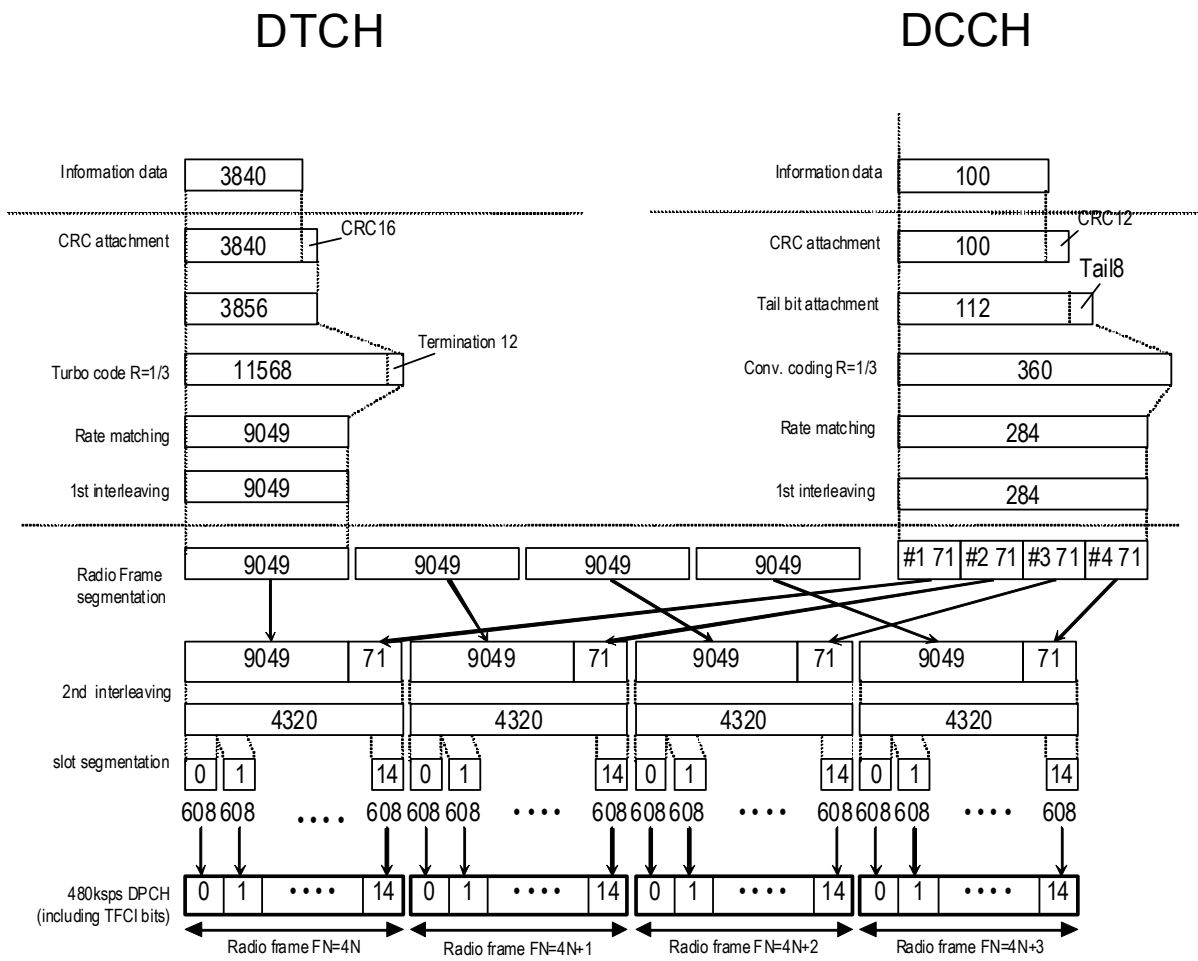 DTCH DCCH
Information data 3840 Information data 100
CRC attachment 3840 CRC16 CRC attachment 100 CRC12
3856 Tail bit attachment 112 Tail8
Turbo code R=1/3 11568 Termination 12 Conv. coding R=1/3 360
Rate matching 9049 Rate matching 284
1st interleaving 9049 1st interleaving 284
Radio Frame segmentation 9049 9049 9049 9049 #1 71 #2 71 #3 71 #4 71
9049 71 9049 71 9049 71 9049 71
2nd interleaving
4320 4320 4320 4320
slot segmentation 0 1 14 0 1 14 0 1 14 0 1 14
608 608 •••• 608 608 608 •••• 608 608 608 •••• 608 608 608 •••• 608
480ksps DPCH (including TFCI bits) 0 1 •••• 14 0 1 •••• 14 0 1 •••• 14 0 1 •••• 14
Radio frame FN=4N Radio frame FN=4N+1 Radio frame FN=4N+2 Radio frame FN=4N+3